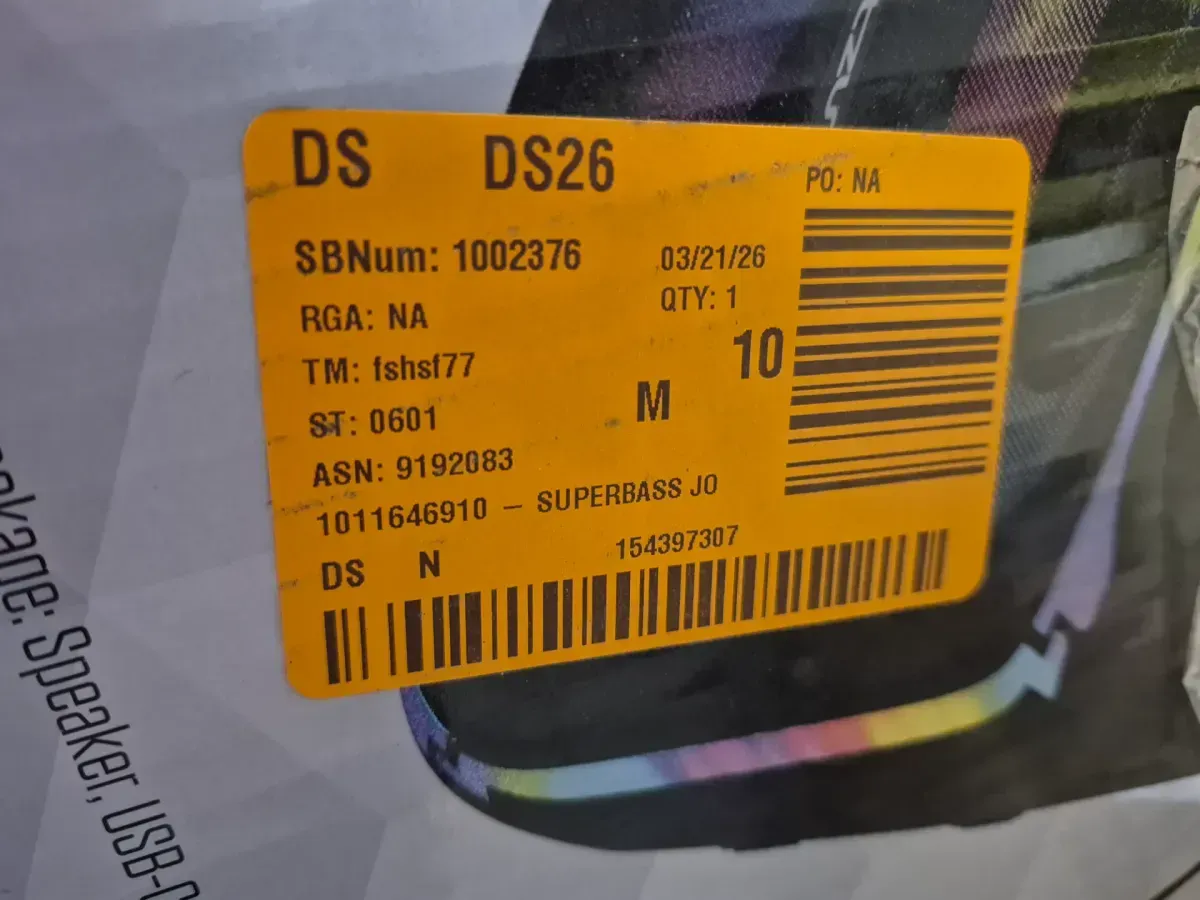 DS DS26
PO: NA
SBNum: 1002376 03/21/26
RGA: NA QTY: 1
TM: fshsf77 10
ST: 0601 M
ASN: 9192083
1011646910 – SUPERBASS JO
DS N 154397307
Speaker, USB-C